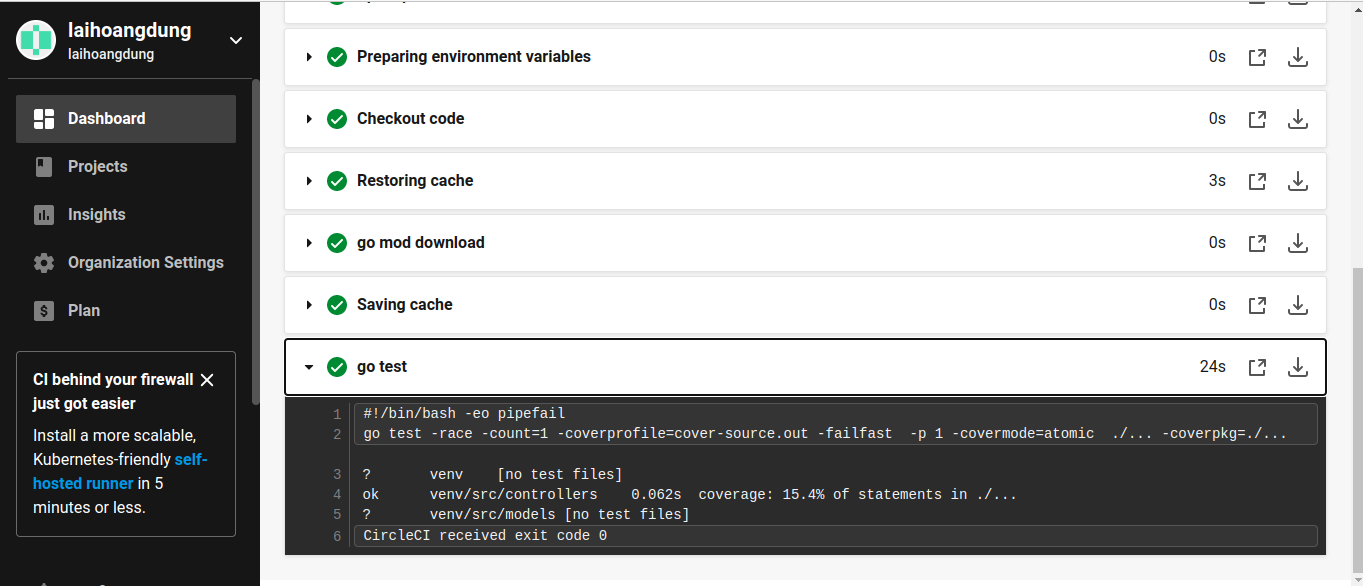 laihoangdung
laihoangdung
Dashboard
Projects
Insights
Organization Settings
Plan
CI behind your firewall
just got easier
Install a more scalable,
Kubernetes-friendly self-
hosted runner in 5
minutes or less.
Preparing environment variables 0s
Checkout code 0s
Restoring cache 3s
go mod download 0s
Saving cache 0s
go test 24s
1 #!/bin/bash -eo pipefail
2 go test -race -count=1 -coverprofile=cover-source.out -failfast  -p 1 -covermode=atomic  ./... -coverpkg=./...
3 ?       venv    [no test files]
4 ok      venv/src/controllers    0.062s  coverage: 15.4% of statements in ./...
5 ?       venv/src/models [no test files]
6 CircleCI received exit code 0